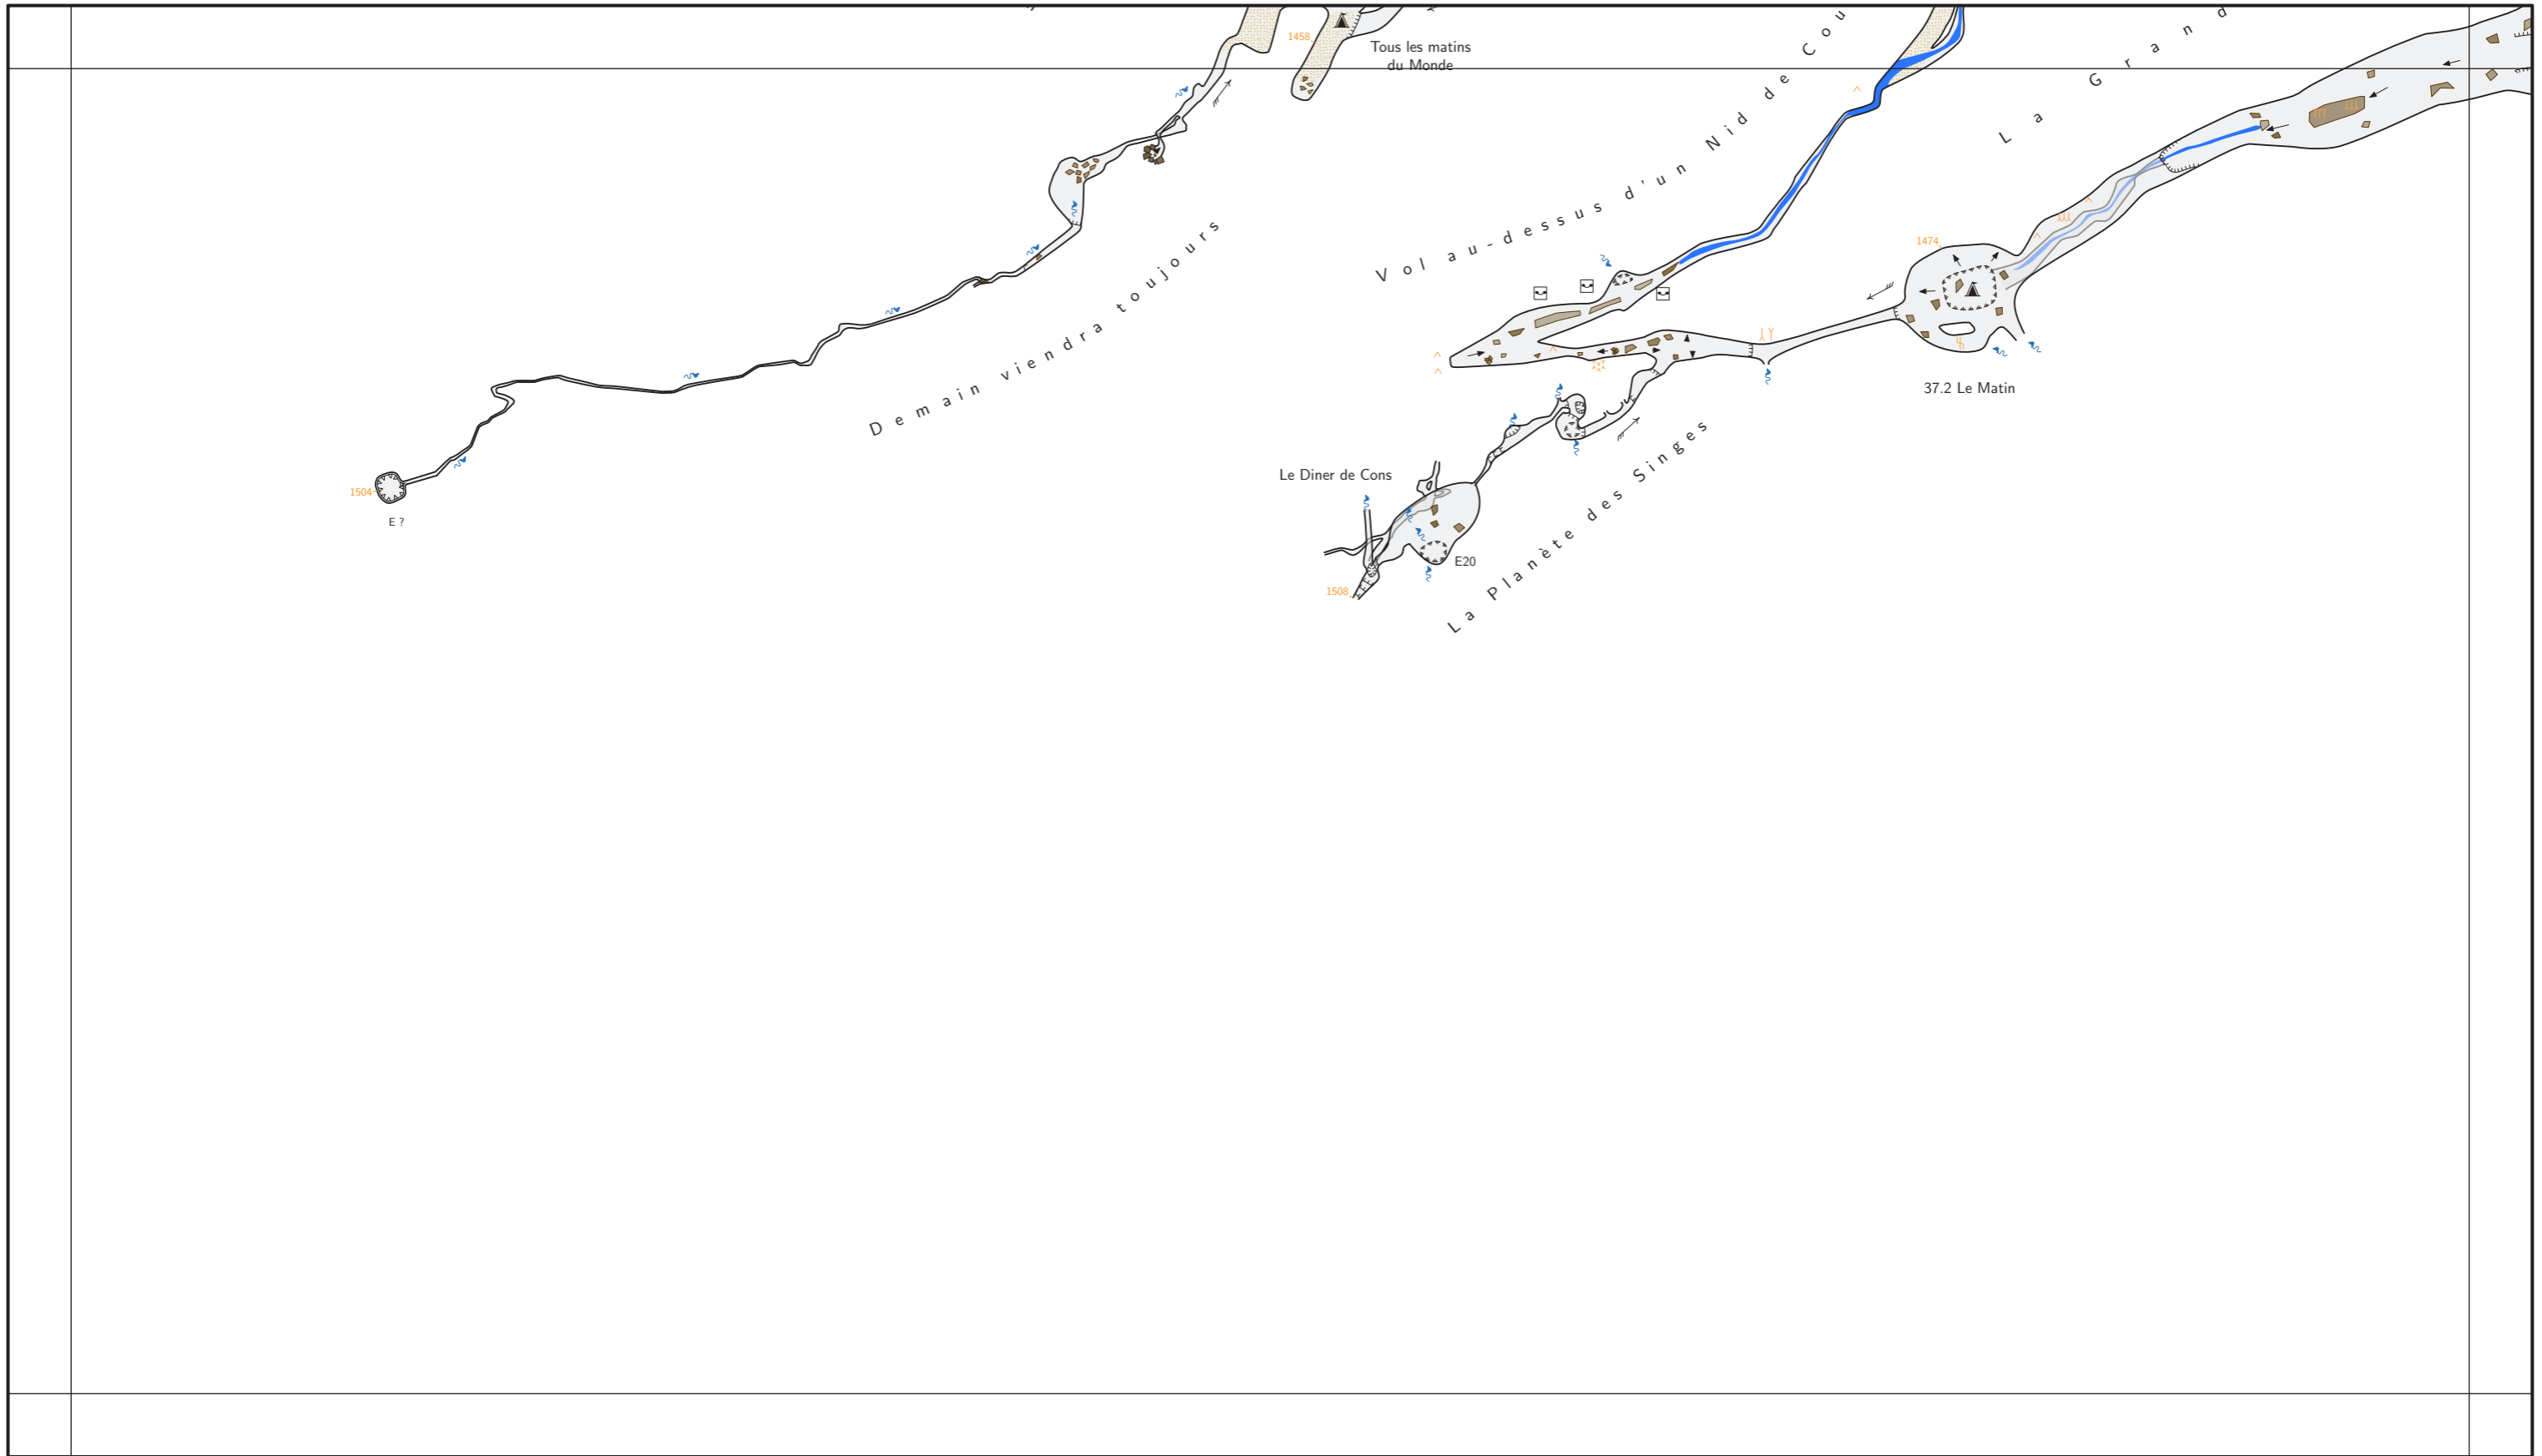 1458
Tous les matins
du Monde
Vol au-dessus d'un Nid de Cou
La Grand
1474
Demain viendra toujours
37.2 Le Matin
Le Diner de Cons
1504
E ?
E20
1508
La Planète des Singes